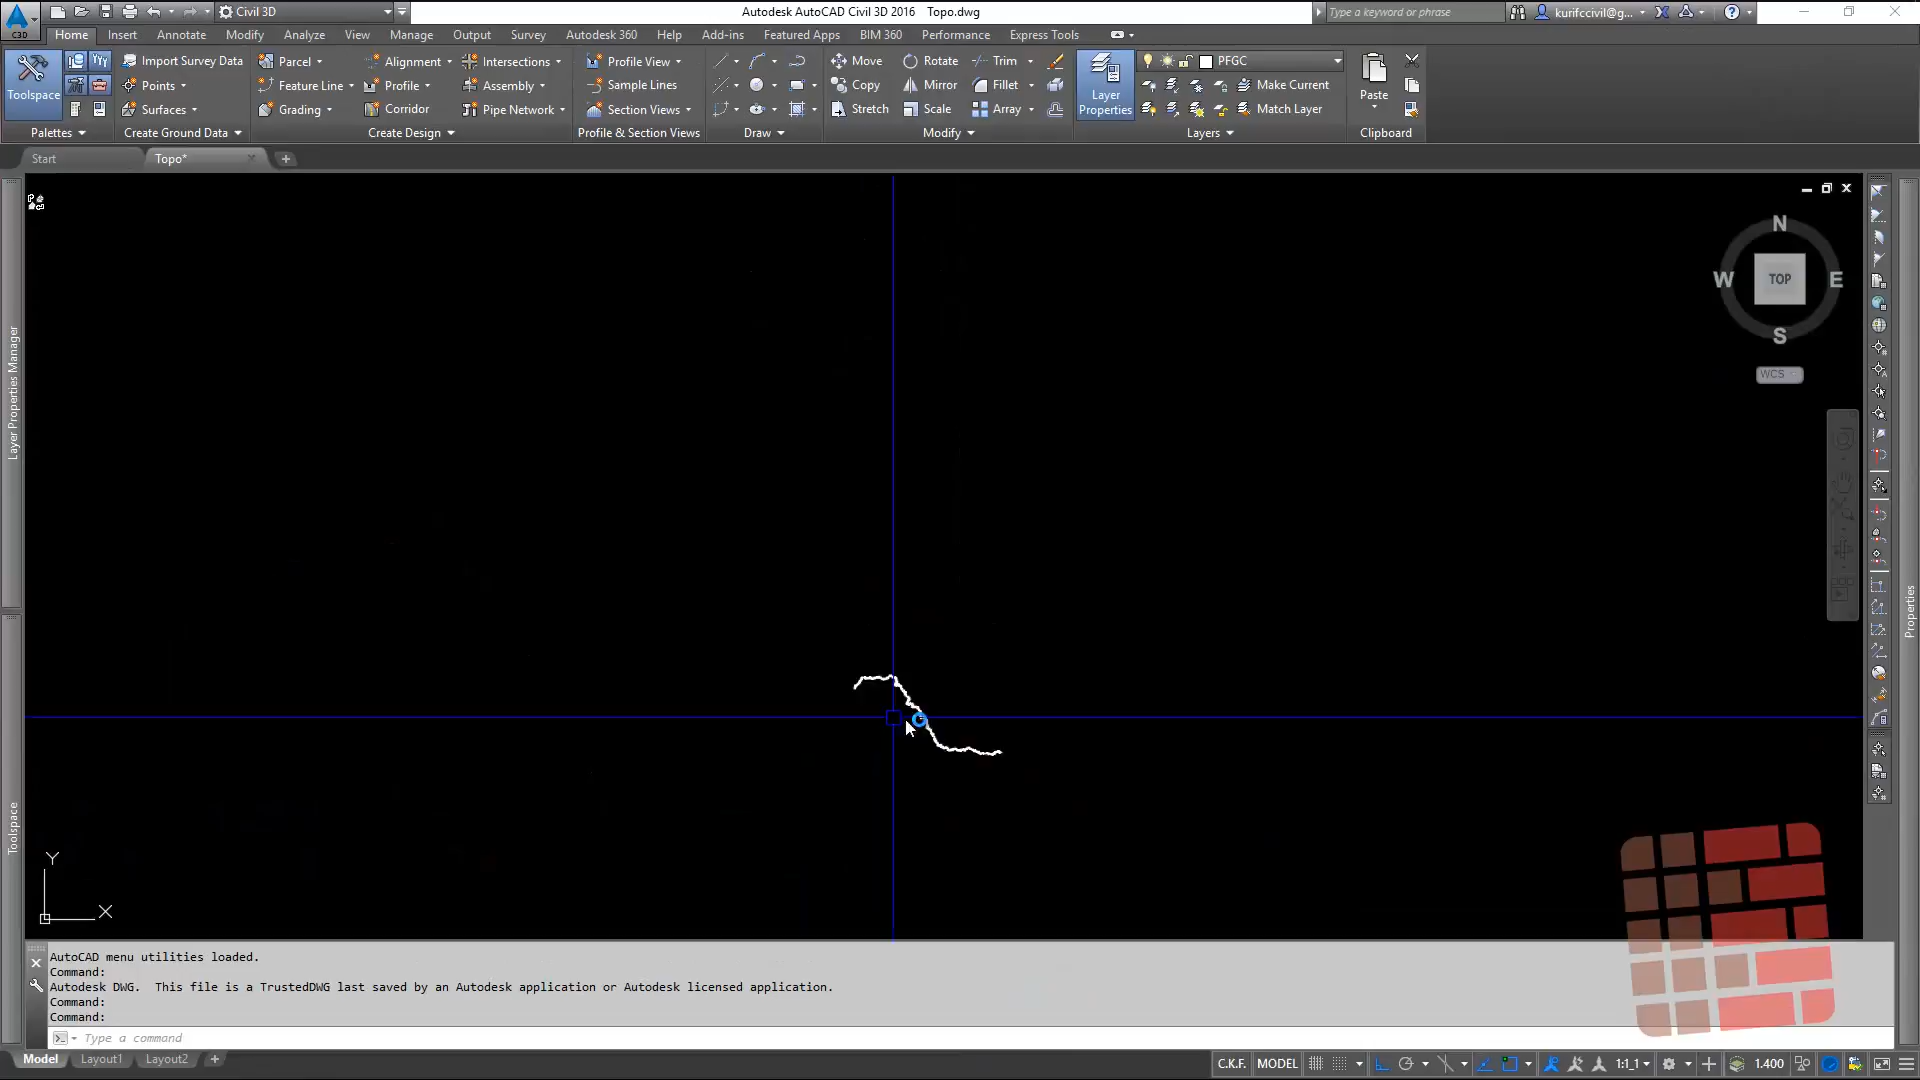 Civil 3D
Autodesk AutoCAD Civil 3D 2016 Topo.dwg
Type a keyword or phrase
kurifccivil@g...
C3D
Home Insert Annotate Modify Analyze View Manage Output Survey Autodesk 360 Help Add-ins Featured Apps BIM 360 Performance Express Tools
Toolspace
Import Survey Data
Points
Surfaces
Parcel
Feature Line
Grading
Alignment
Profile
Corridor
Intersections
Assembly
Pipe Network
Profile View
Sample Lines
Section Views
Move
Copy
Stretch
Rotate
Mirror
Scale
Trim
Fillet
Array
Layer
Properties
PFGC
Make Current
Match Layer
Paste
Palettes Create Ground Data Create Design Profile & Section Views Draw Modify Layers Clipboard
Start Topo*
N
W TOP E
S
WCS
Layer Properties Manager
Toolspace
Properties
Y
X
AutoCAD menu utilities loaded.
Command:
Autodesk DWG. This file is a TrustedDWG last saved by an Autodesk application or Autodesk licensed application.
Command:
Command:
Type a command
Model Layout1 Layout2
C.K.F. MODEL 1:1_1 1.400